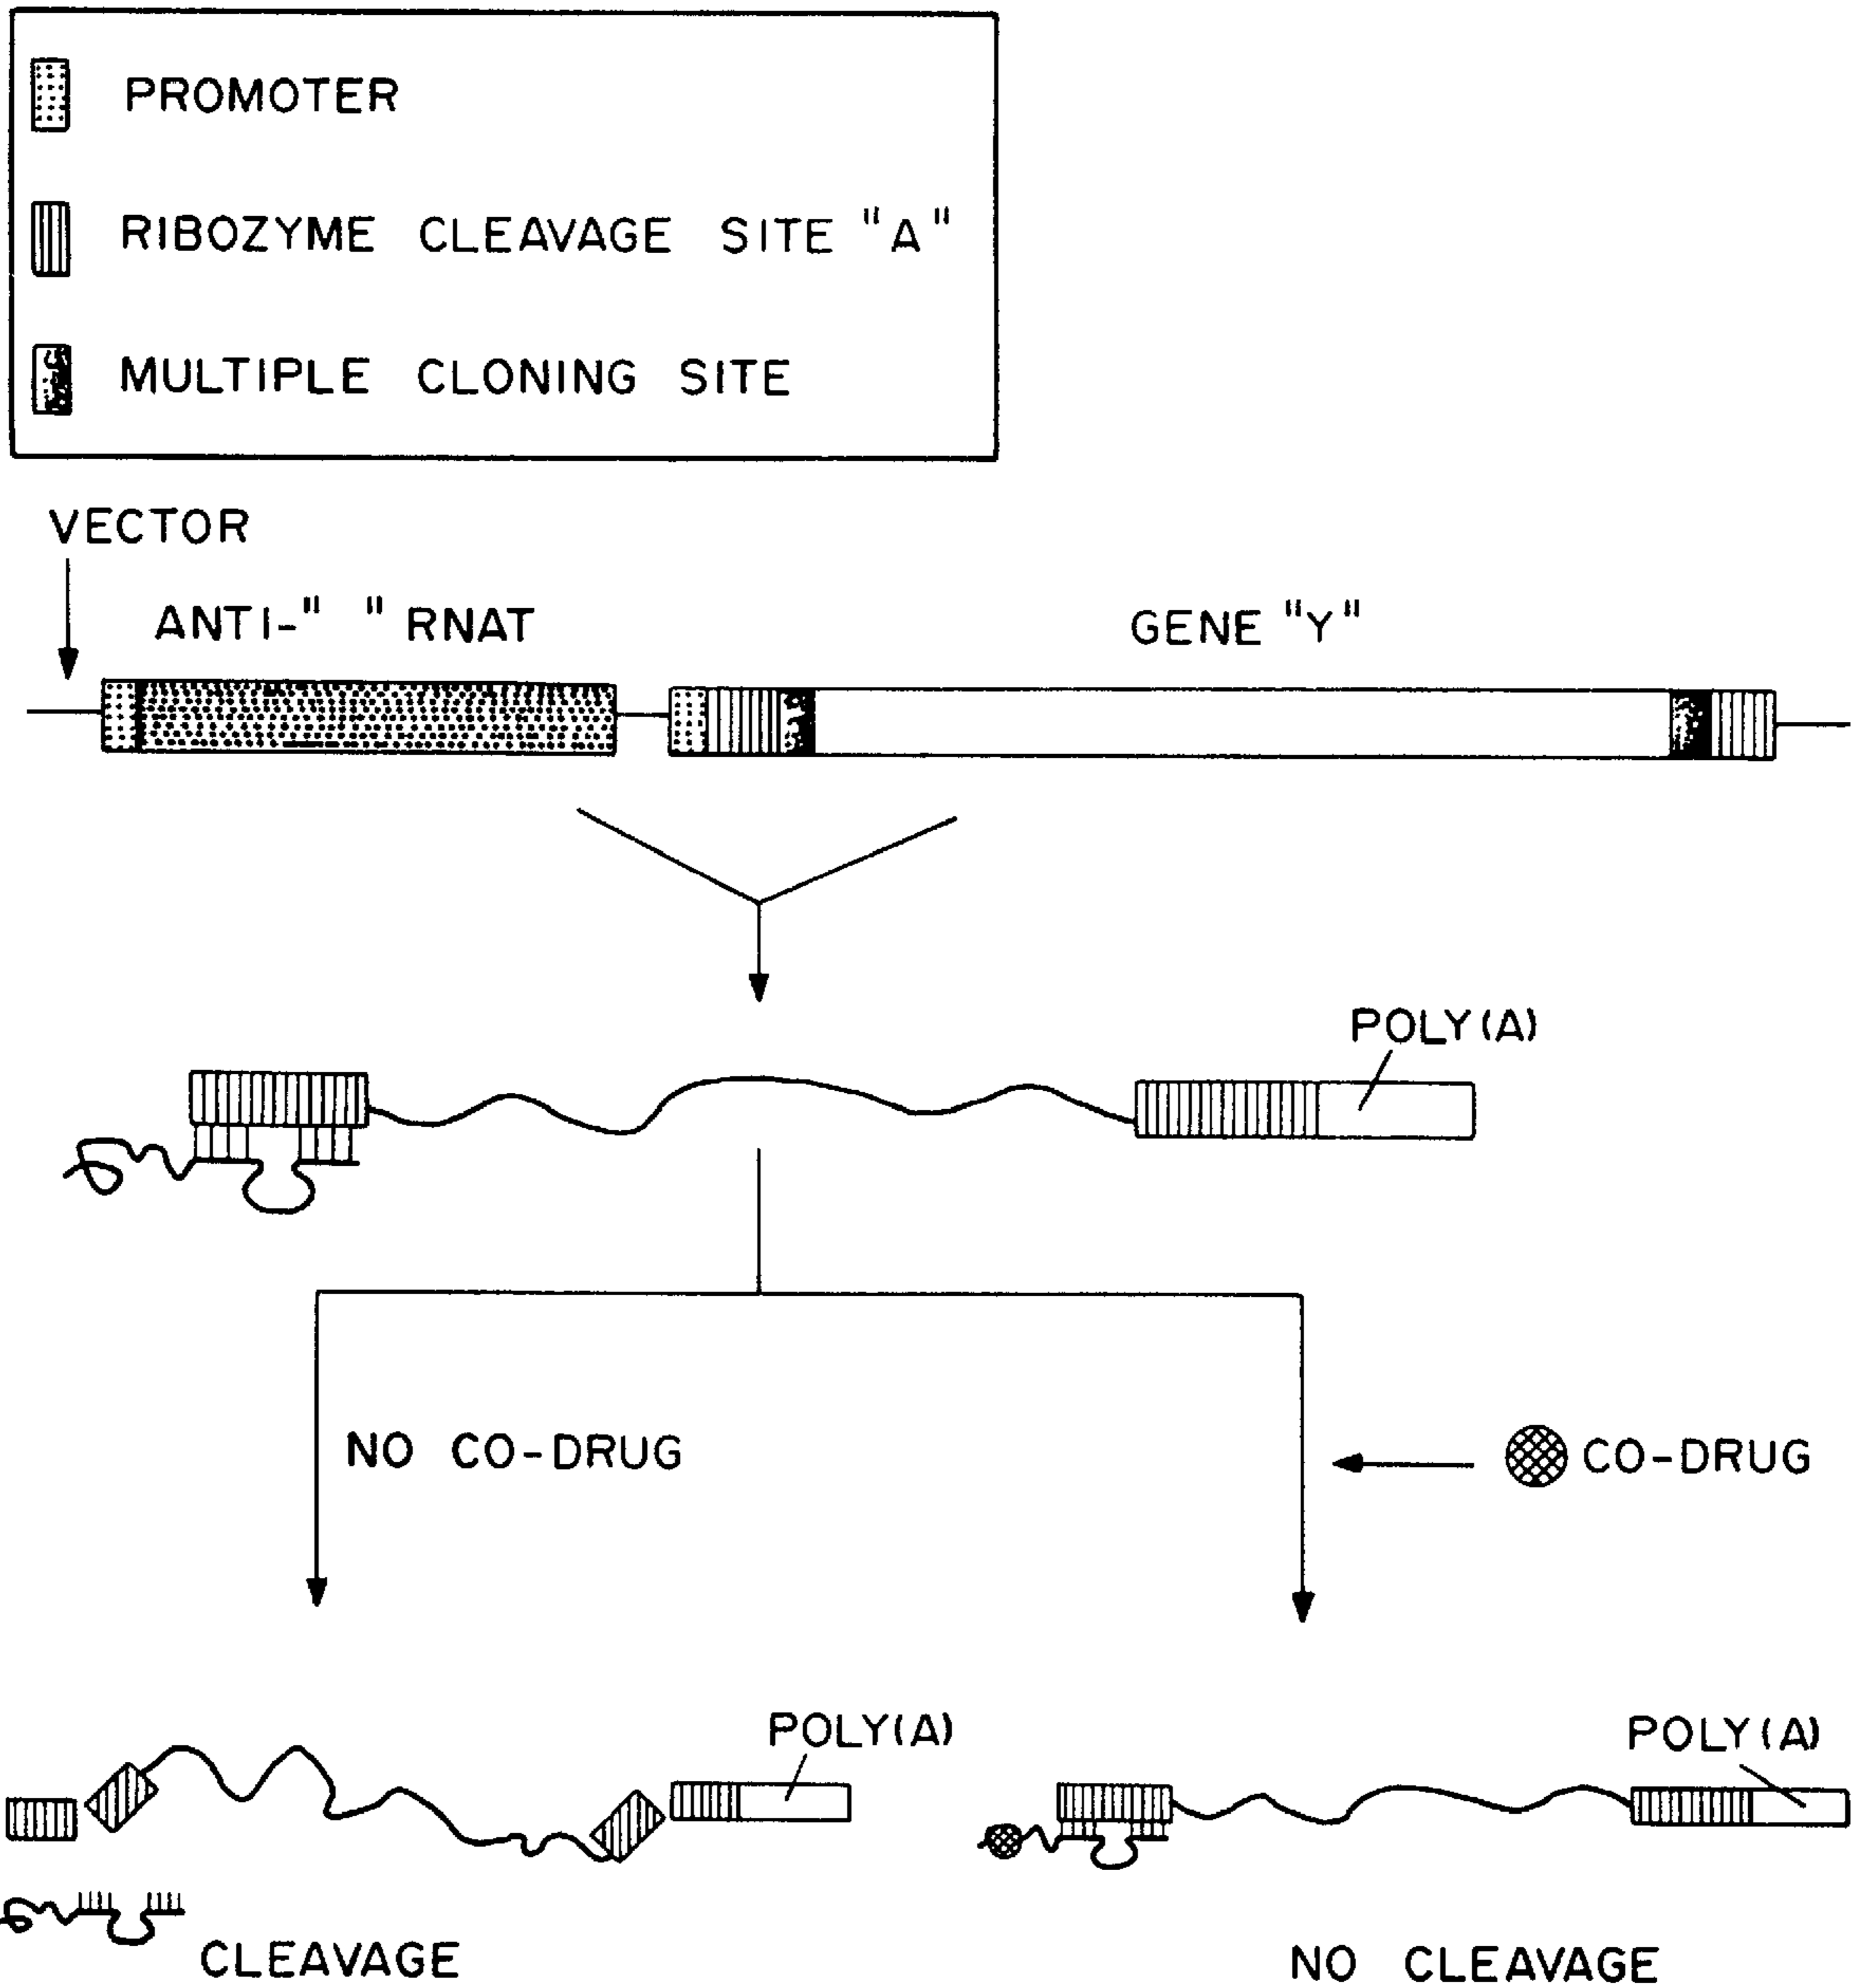 PROMOTER
RIBOZYME CLEAVAGE SITE "A"
MULTIPLE CLONING SITE
VECTOR
ANTI-" " RNAT
GENE "Y"
POLY(A)
NO CO-DRUG
CO-DRUG
POLY(A)
POLY(A)
CLEAVAGE
NO CLEAVAGE